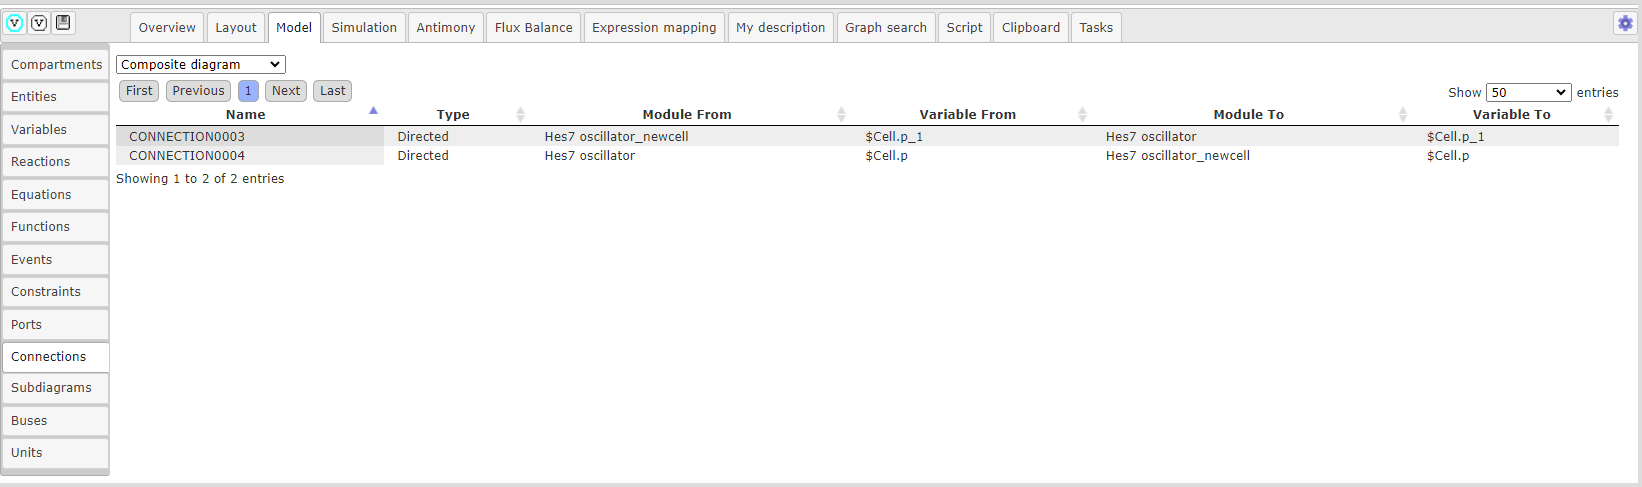 Overview Layout Model Simulation Antimony Flux Balance Expression mapping My description Graph search Script Clipboard Tasks
Compartments
Entities
Variables
Reactions
Equations
Functions
Events
Constraints
Ports
Connections
Subdiagrams
Buses
Units
Composite diagram
First Previous 1 Next Last
Show 50 entries
Name Type Module From Variable From Module To Variable To
CONNECTION0003 Directed Hes7 oscillator_newcell $Cell.p_1 Hes7 oscillator $Cell.p_1
CONNECTION0004 Directed Hes7 oscillator $Cell.p Hes7 oscillator_newcell $Cell.p
Showing 1 to 2 of 2 entries